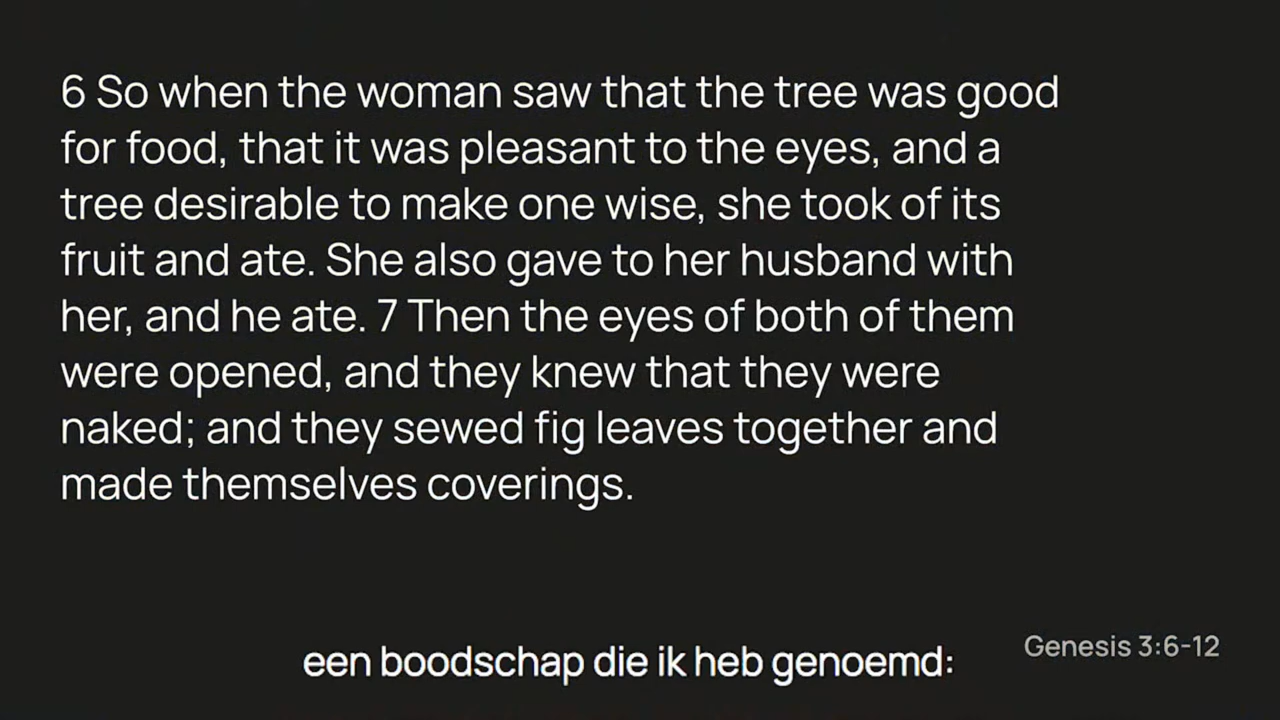 6 So when the woman saw that the tree was good
for food, that it was pleasant to the eyes, and a
tree desirable to make one wise, she took of its
fruit and ate. She also gave to her husband with
her, and he ate. 7 Then the eyes of both of them
were opened, and they knew that they were
naked; and they sewed fig leaves together and
made themselves coverings.
Genesis 3:6-12
een boodschap die ik heb genoemd: